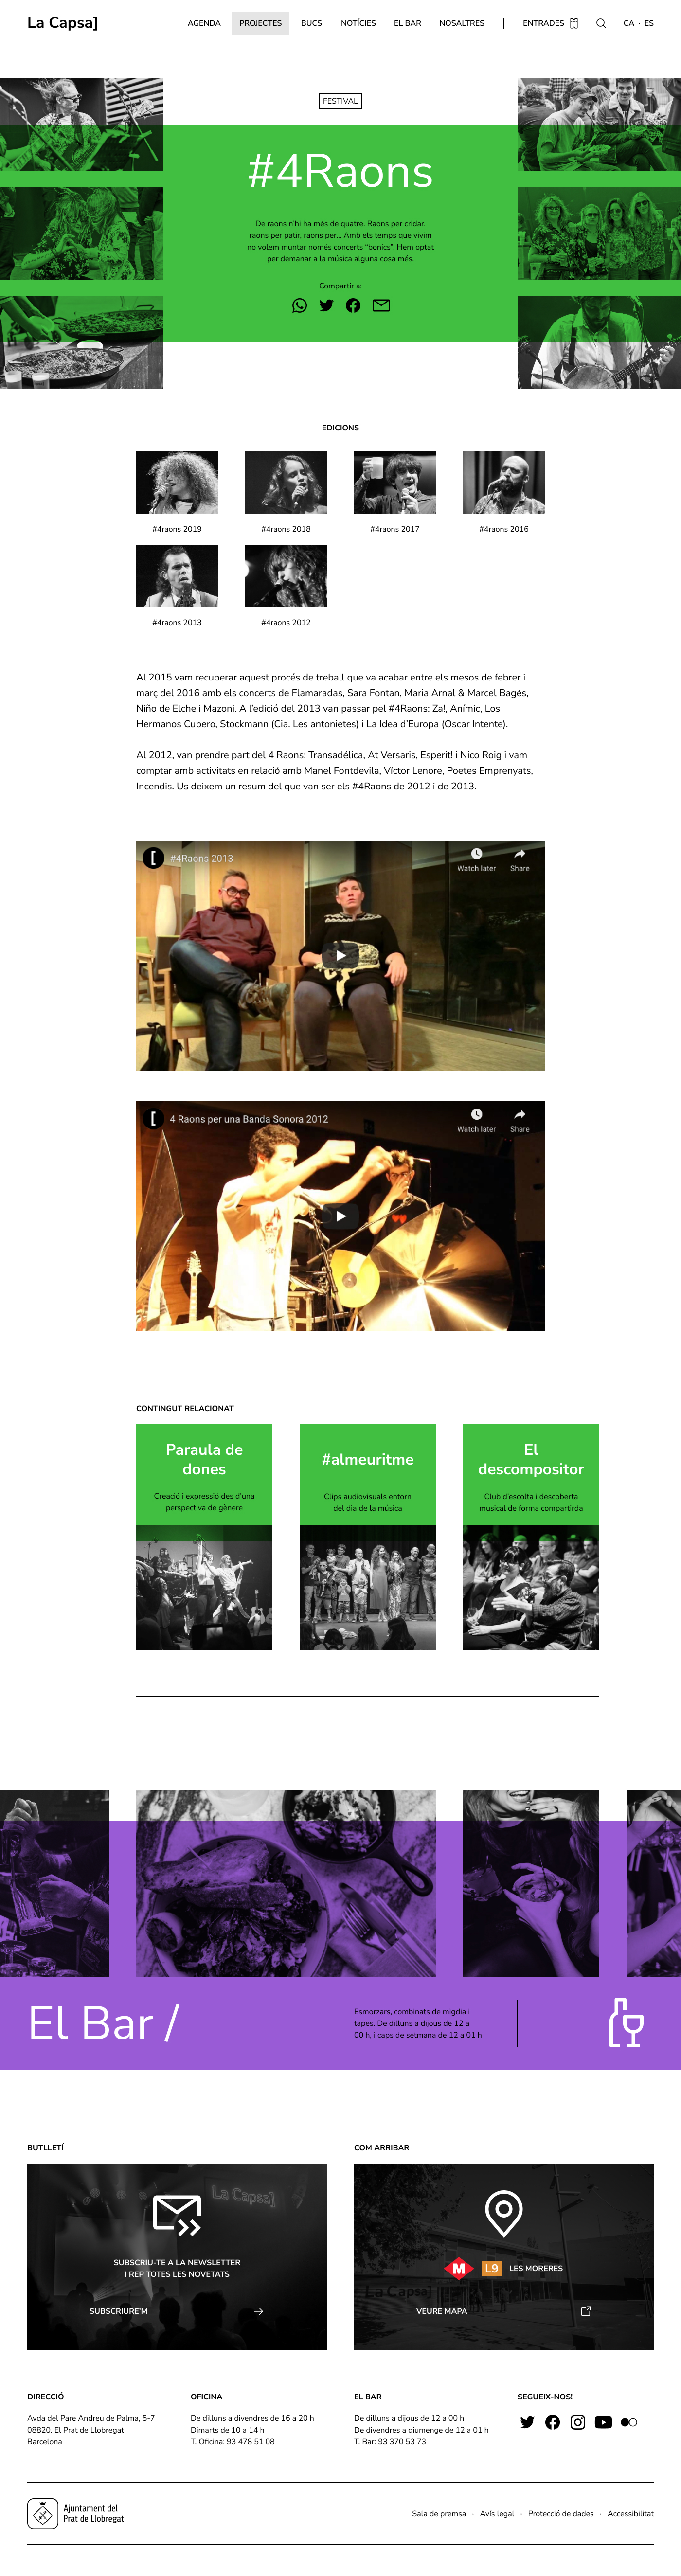 La Capsa]
AGENDA
PROJECTES
BUCS
NOTÍCIES
EL BAR
NOSALTRES
ENTRADES
CA · ES
FESTIVAL
#4Raons
De raons n'hi ha més de quatre. Raons per cridar,
raons per patir, raons per... Amb els temps que vivim
no volem muntar només concerts "bonics". Hem optat
per demanar a la música alguna cosa més.
Compartir a:
EDICIONS
#4raons 2019
#4raons 2018
#4raons 2017
#4raons 2016
#4raons 2013
#4raons 2012
Al 2015 vam recuperar aquest procés de treball que va acabar entre els mesos de febrer i
març del 2016 amb els concerts de Flamaradas, Sara Fontan, Maria Arnal & Marcel Bagés,
Niño de Elche i Mazoni. A l'edició del 2013 van passar pel #4Raons: Za!, Anímic, Los
Hermanos Cubero, Stockmann (Cia. Les antonietes) i La Idea d'Europa (Oscar Intente).
Al 2012, van prendre part del 4 Raons: Transadélica, At Versaris, Esperit! i Nico Roig i vam
comptar amb activitats en relació amb Manel Fontdevila, Víctor Lenore, Poetes Emprenyats,
Incendis. Us deixem un resum del que van ser els #4Raons de 2012 i de 2013.
[ #4Raons 2013
Watch later
Share
[ 4 Raons per una Banda Sonora 2012
Watch later
Share
CONTINGUT RELACIONAT
Paraula de
dones
Creació i expressió des d'una
perspectiva de gènere
#almeuritme
Clips audiovisuals entorn
del dia de la música
El
descompositor
Club d'escolta i descoberta
musical de forma compartirda
El Bar /
Esmorzars, combinats de migdia i
tapes. De dilluns a dijous de 12 a
00 h, i caps de setmana de 12 a 01 h
BUTLLETÍ
La Capsa]
SUBSCRIU-TE A LA NEWSLETTER
I REP TOTES LES NOVETATS
SUBSCRIURE'M
COM ARRIBAR
M L9 LES MORERES
La Capsa]
VEURE MAPA
DIRECCIÓ
Avda del Pare Andreu de Palma, 5-7
08820, El Prat de Llobregat
Barcelona
OFICINA
De dilluns a divendres de 16 a 20 h
Dimarts de 10 a 14 h
T. Oficina: 93 478 51 08
EL BAR
De dilluns a dijous de 12 a 00 h
De divendres a diumenge de 12 a 01 h
T. Bar: 93 370 53 73
SEGUEIX-NOS!
Ajuntament del
Prat de Llobregat
Sala de premsa · Avís legal · Protecció de dades · Accessibilitat